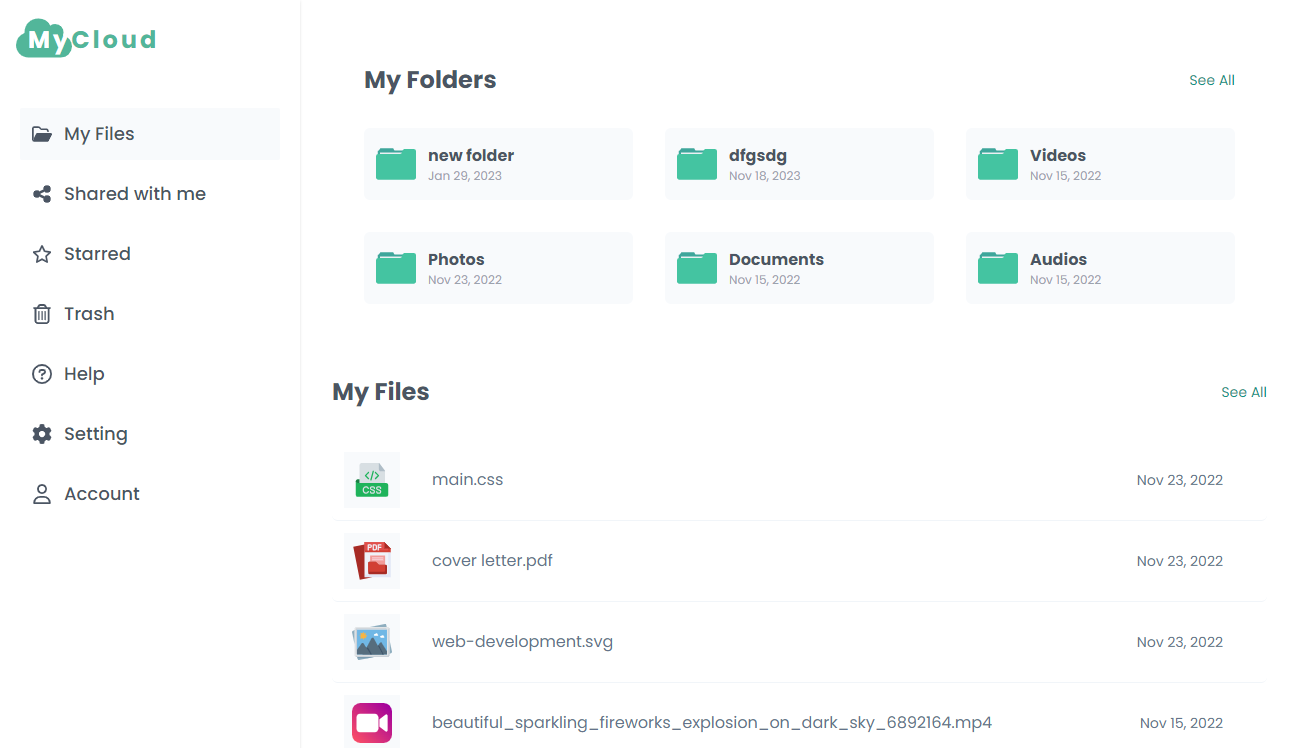 MyCloud
My Files
Shared with me
Starred
Trash
Help
Setting
Account
My Folders
See All
new folder
Jan 29, 2023
dfgsdg
Nov 18, 2023
Videos
Nov 15, 2022
Photos
Nov 23, 2022
Documents
Nov 15, 2022
Audios
Nov 15, 2022
My Files
See All
CSS
main.css
Nov 23, 2022
PDF
cover letter.pdf
Nov 23, 2022
web-development.svg
Nov 23, 2022
beautiful_sparkling_fireworks_explosion_on_dark_sky_6892164.mp4
Nov 15, 2022